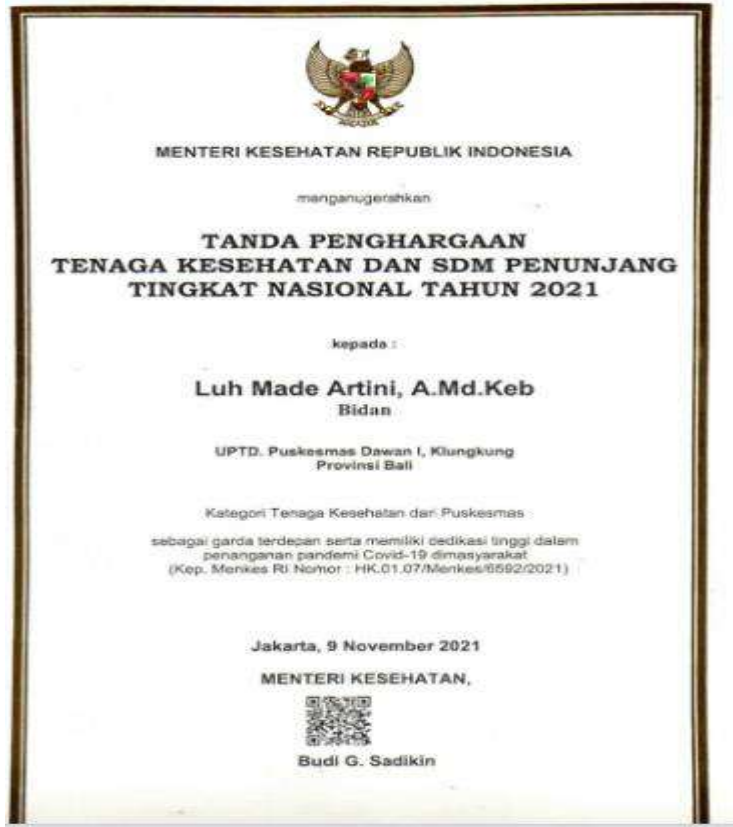 MENTERI KESEHATAN REPUBLIK INDONESIA
menganugerahkan
TANDA PENGHARGAAN
TENAGA KESEHATAN DAN SDM PENUNJANG
TINGKAT NASIONAL TAHUN 2021
kepada :
Luh Made Artini, A.Md.Keb
Bidan
UPTD. Puskesmas Dawan I, Klungkung
Provinsi Bali
Kategori Tenaga Kesehatan dari Puskesmas
sebagai garda terdepan serta memiliki dedikasi tinggi dalam
penanganan pandemi Covid-19 dimasyarakat
(Kep. Menkes RI Nomor : HK.01.07/Menkes/6592/2021)
Jakarta, 9 November 2021
MENTERI KESEHATAN,
Budi G. Sadikin